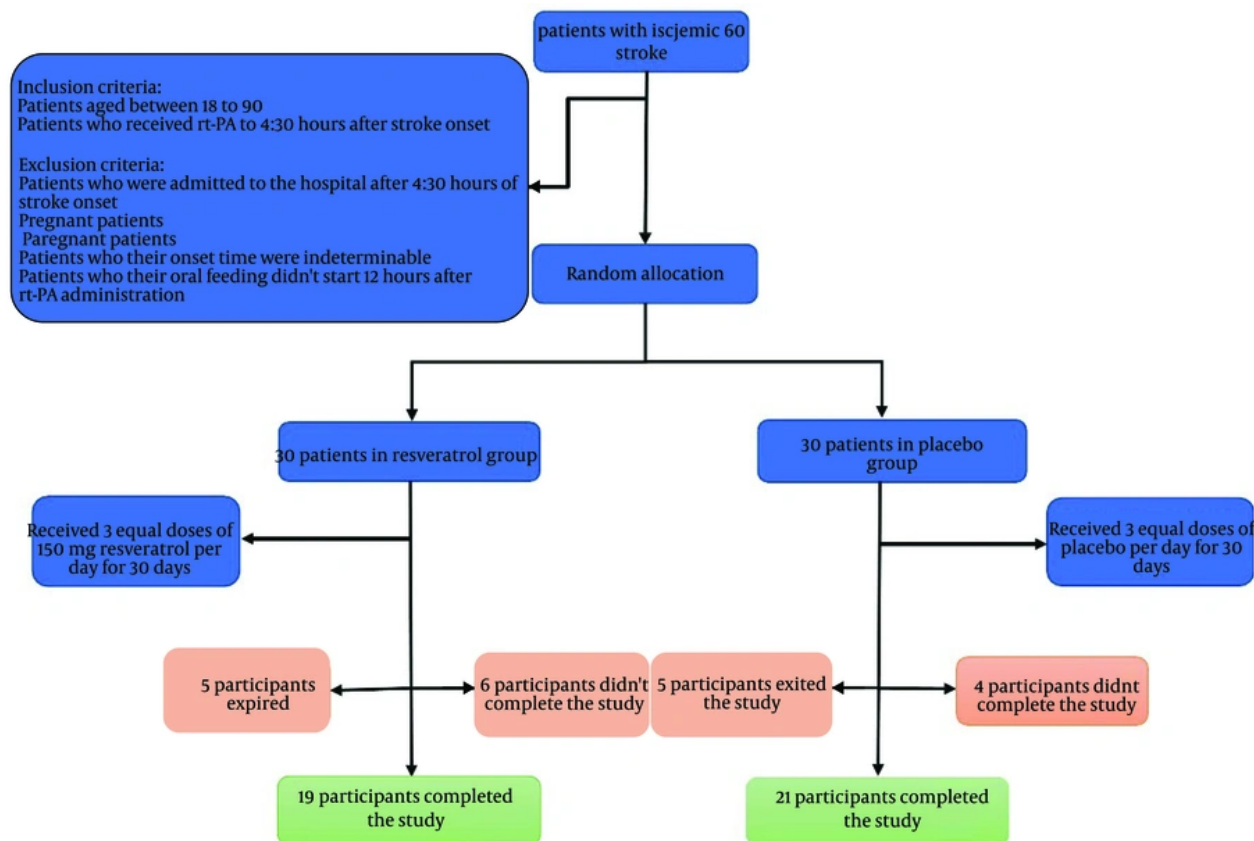 patients with iscjemic 60
stroke
Inclusion criteria:
Patients aged between 18 to 90
Patients who received rt-PA to 4:30 hours after stroke onset
Exclusion criteria:
Patients who were admitted to the hospital after 4:30 hours of
stroke onset
Pregnant patients
Paregnant patients
Patients who their onset time were indeterminable
Patients who their oral feeding didn't start 12 hours after
rt-PA administration
Random allocation
30 patients in resveratrol group
30 patients in placebo
group
Received 3 equal doses of
150 mg resveratrol per
day for 30 days
Received 3 equal doses of
placebo per day for 30
days
5 participants
expired
6 participants didn't
complete the study
5 participants exited
the study
4 participants didnt
complete the study
19 participants completed
the study
21 participants completed
the study